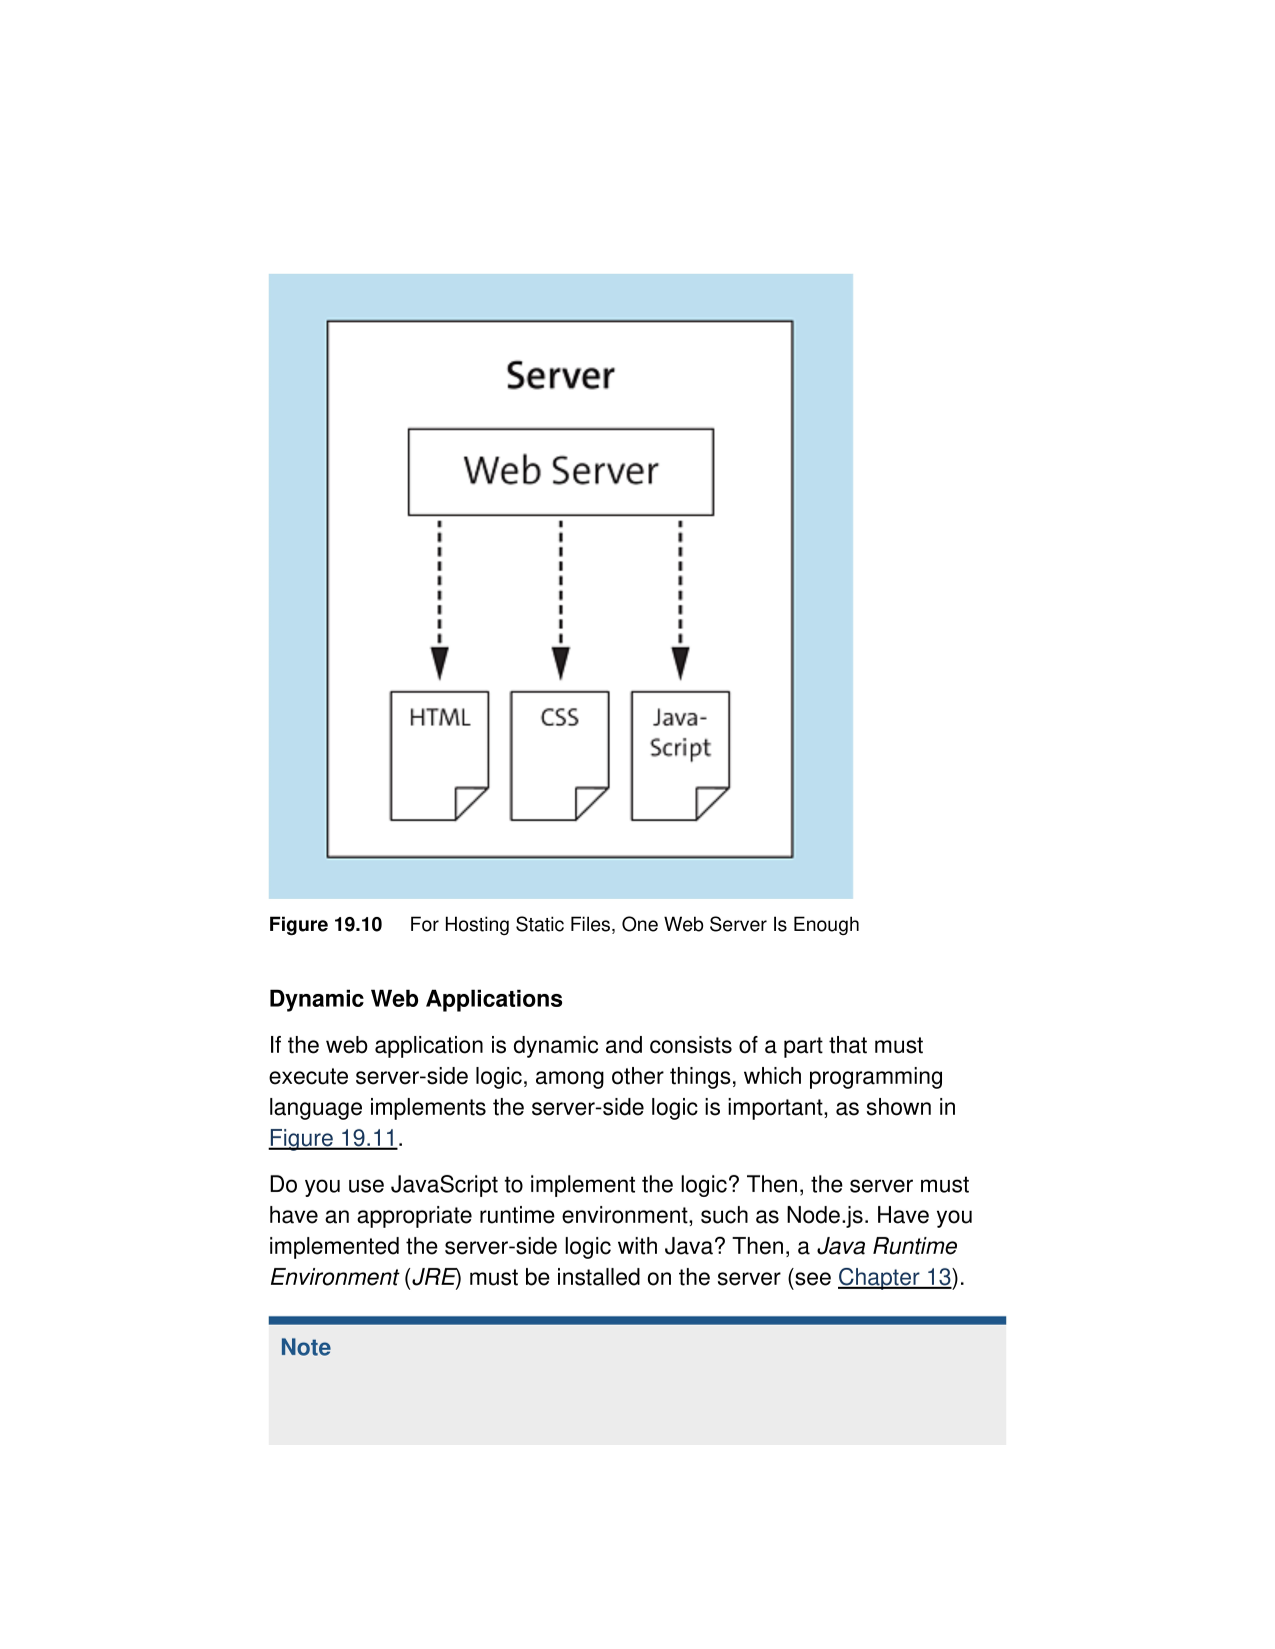 Server
Web Server
HTML
CSS
Java-
Script
Figure 19.10 For Hosting Static Files, One Web Server Is Enough
Dynamic Web Applications
If the web application is dynamic and consists of a part that must
execute server-side logic, among other things, which programming
language implements the server-side logic is important, as shown in
Figure 19.11.
Do you use JavaScript to implement the logic? Then, the server must
have an appropriate runtime environment, such as Node.js. Have you
implemented the server-side logic with Java? Then, a Java Runtime
Environment (JRE) must be installed on the server (see Chapter 13).
Note